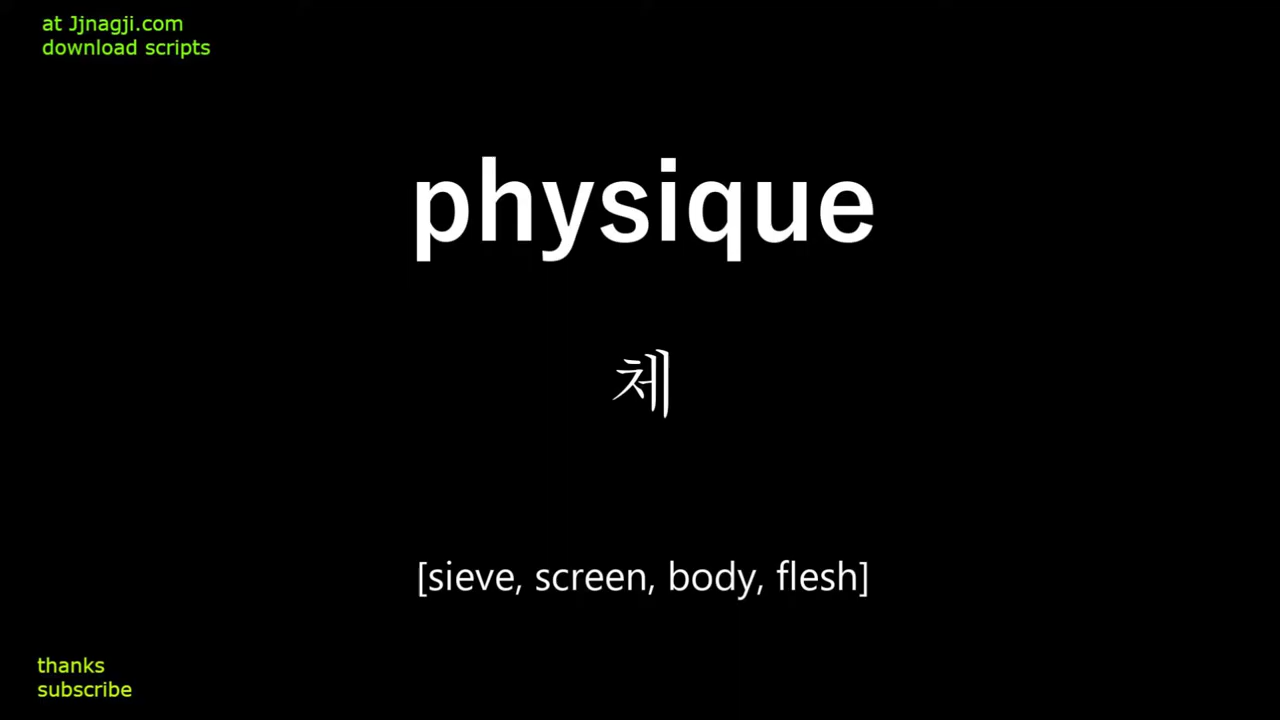 at Jjnagji.com
download scripts
physique
체
[sieve, screen, body, flesh]
thanks
subscribe